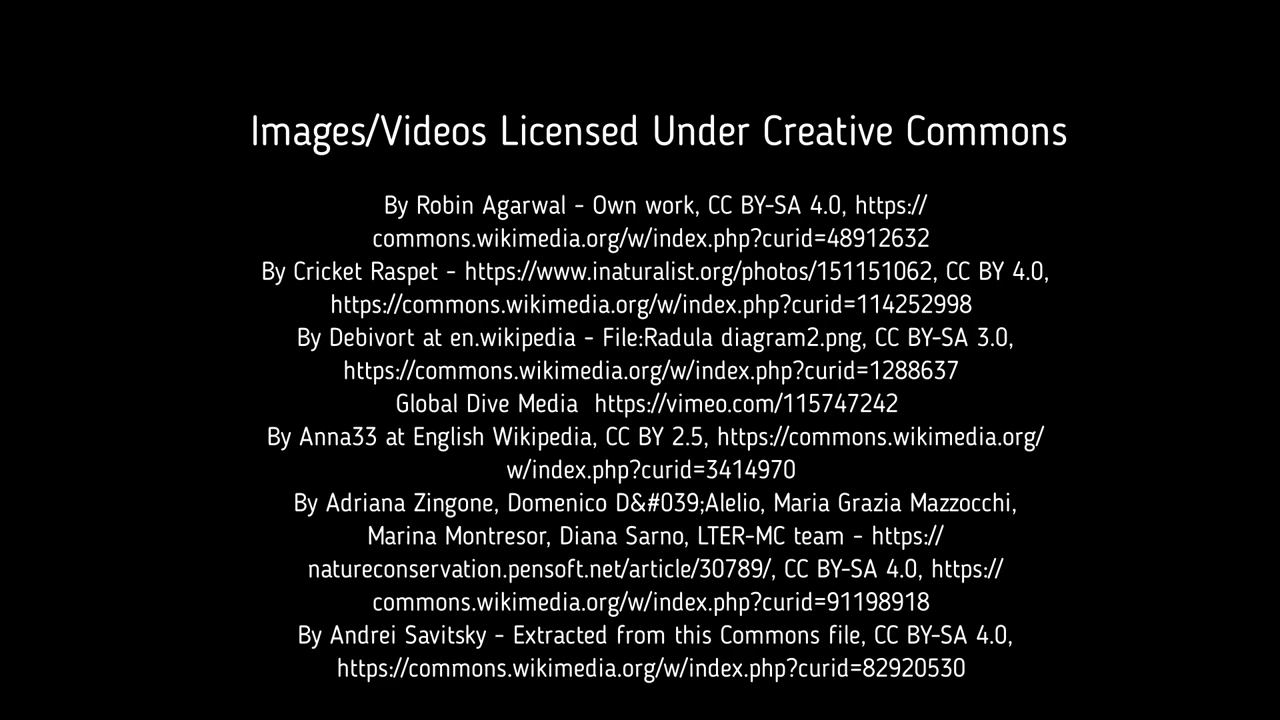 Images/Videos Licensed Under Creative Commons
By Robin Agarwal - Own work, CC BY-SA 4.0, https://
commons.wikimedia.org/w/index.php?curid=48912632
By Cricket Raspet - https://www.inaturalist.org/photos/151151062, CC BY 4.0,
https://commons.wikimedia.org/w/index.php?curid=114252998
By Debivort at en.wikipedia - File:Radula diagram2.png, CC BY-SA 3.0,
https://commons.wikimedia.org/w/index.php?curid=1288637
Global Dive Media  https://vimeo.com/115747242
By Anna33 at English Wikipedia, CC BY 2.5, https://commons.wikimedia.org/
w/index.php?curid=3414970
By Adriana Zingone, Domenico D&#039;Alelio, Maria Grazia Mazzocchi,
Marina Montresor, Diana Sarno, LTER-MC team - https://
natureconservation.pensoft.net/article/30789/, CC BY-SA 4.0, https://
commons.wikimedia.org/w/index.php?curid=91198918
By Andrei Savitsky - Extracted from this Commons file, CC BY-SA 4.0,
https://commons.wikimedia.org/w/index.php?curid=82920530